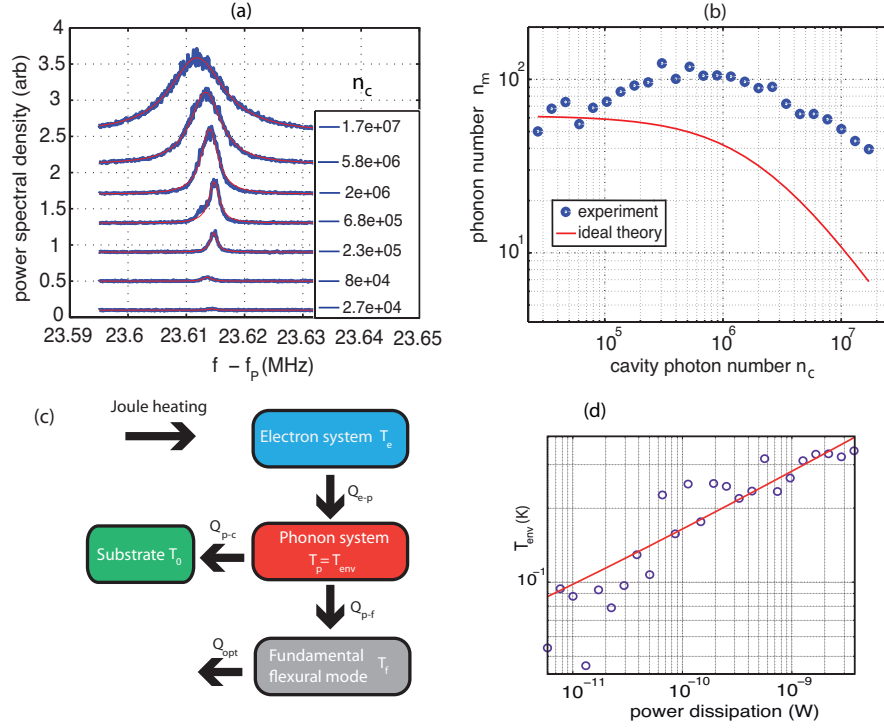 (a)
power spectral density (arb)
4
3.5
3
2.5
2
1.5
1
0.5
0
n_c
1.7e+07
5.8e+06
2e+06
6.8e+05
2.3e+05
8e+04
2.7e+04
23.59 23.6 23.61 23.62 23.63 23.64 23.65
f − f_P (MHz)
(b)
phonon number n_m
10^2
10^1
experiment
ideal theory
10^5 10^6 10^7
cavity photon number n_c
(c)
Joule heating
Electron system T_e
Q_e-p
Q_p-c
Substrate T_0
Phonon system
T_p = T_env
Q_p-f
Q_opt
Fundamental
flexural mode T_f
(d)
T_env (K)
10^-1
10^-11 10^-10 10^-9
power dissipation (W)